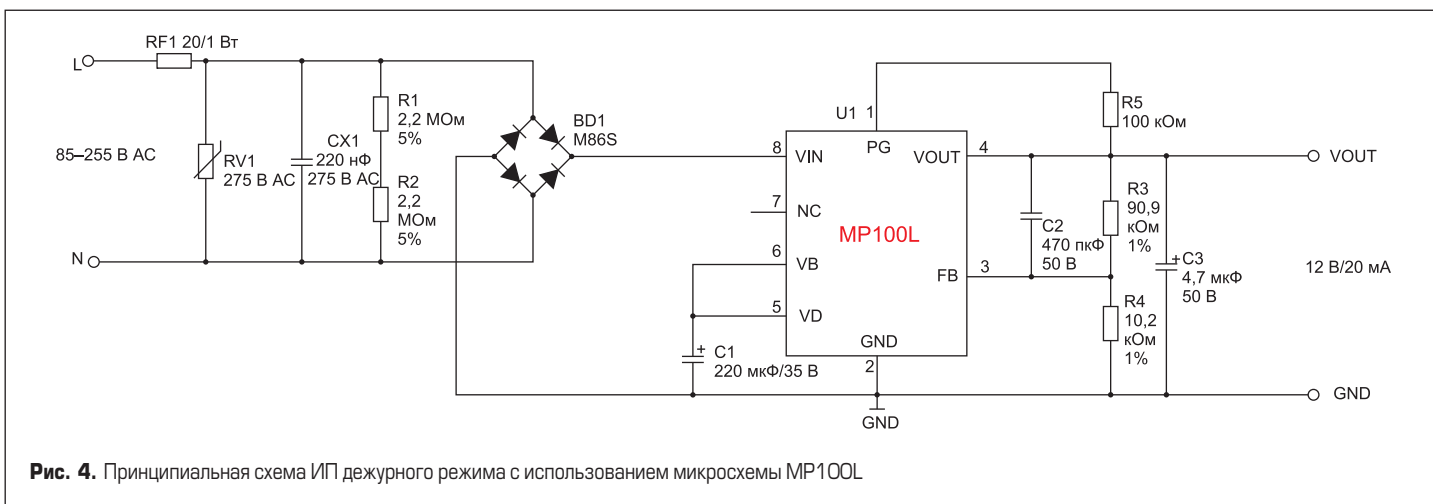 RF1 20/1 Вт
L
85–255 В AC
RV1
275 В AC
CX1
220 нФ
275 В AC
R1
2,2 МОм
5%
R2
2,2
МОм
5%
N
BD1
M86S
U1
1
PG
8
VIN
VOUT
4
7
NC
MP100L
6
VB
FB
3
5
VD
GND
2
C1
+
220 мкФ/35 В
GND
R5
100 кОм
VOUT
C2
470 пкФ
50 В
R3
90,9
кОм
1%
+
C3
4,7 мкФ
50 В
12 В/20 мА
R4
10,2
кОм
1%
GND
Рис. 4. Принципиальная схема ИП дежурного режима с использованием микросхемы MP100L